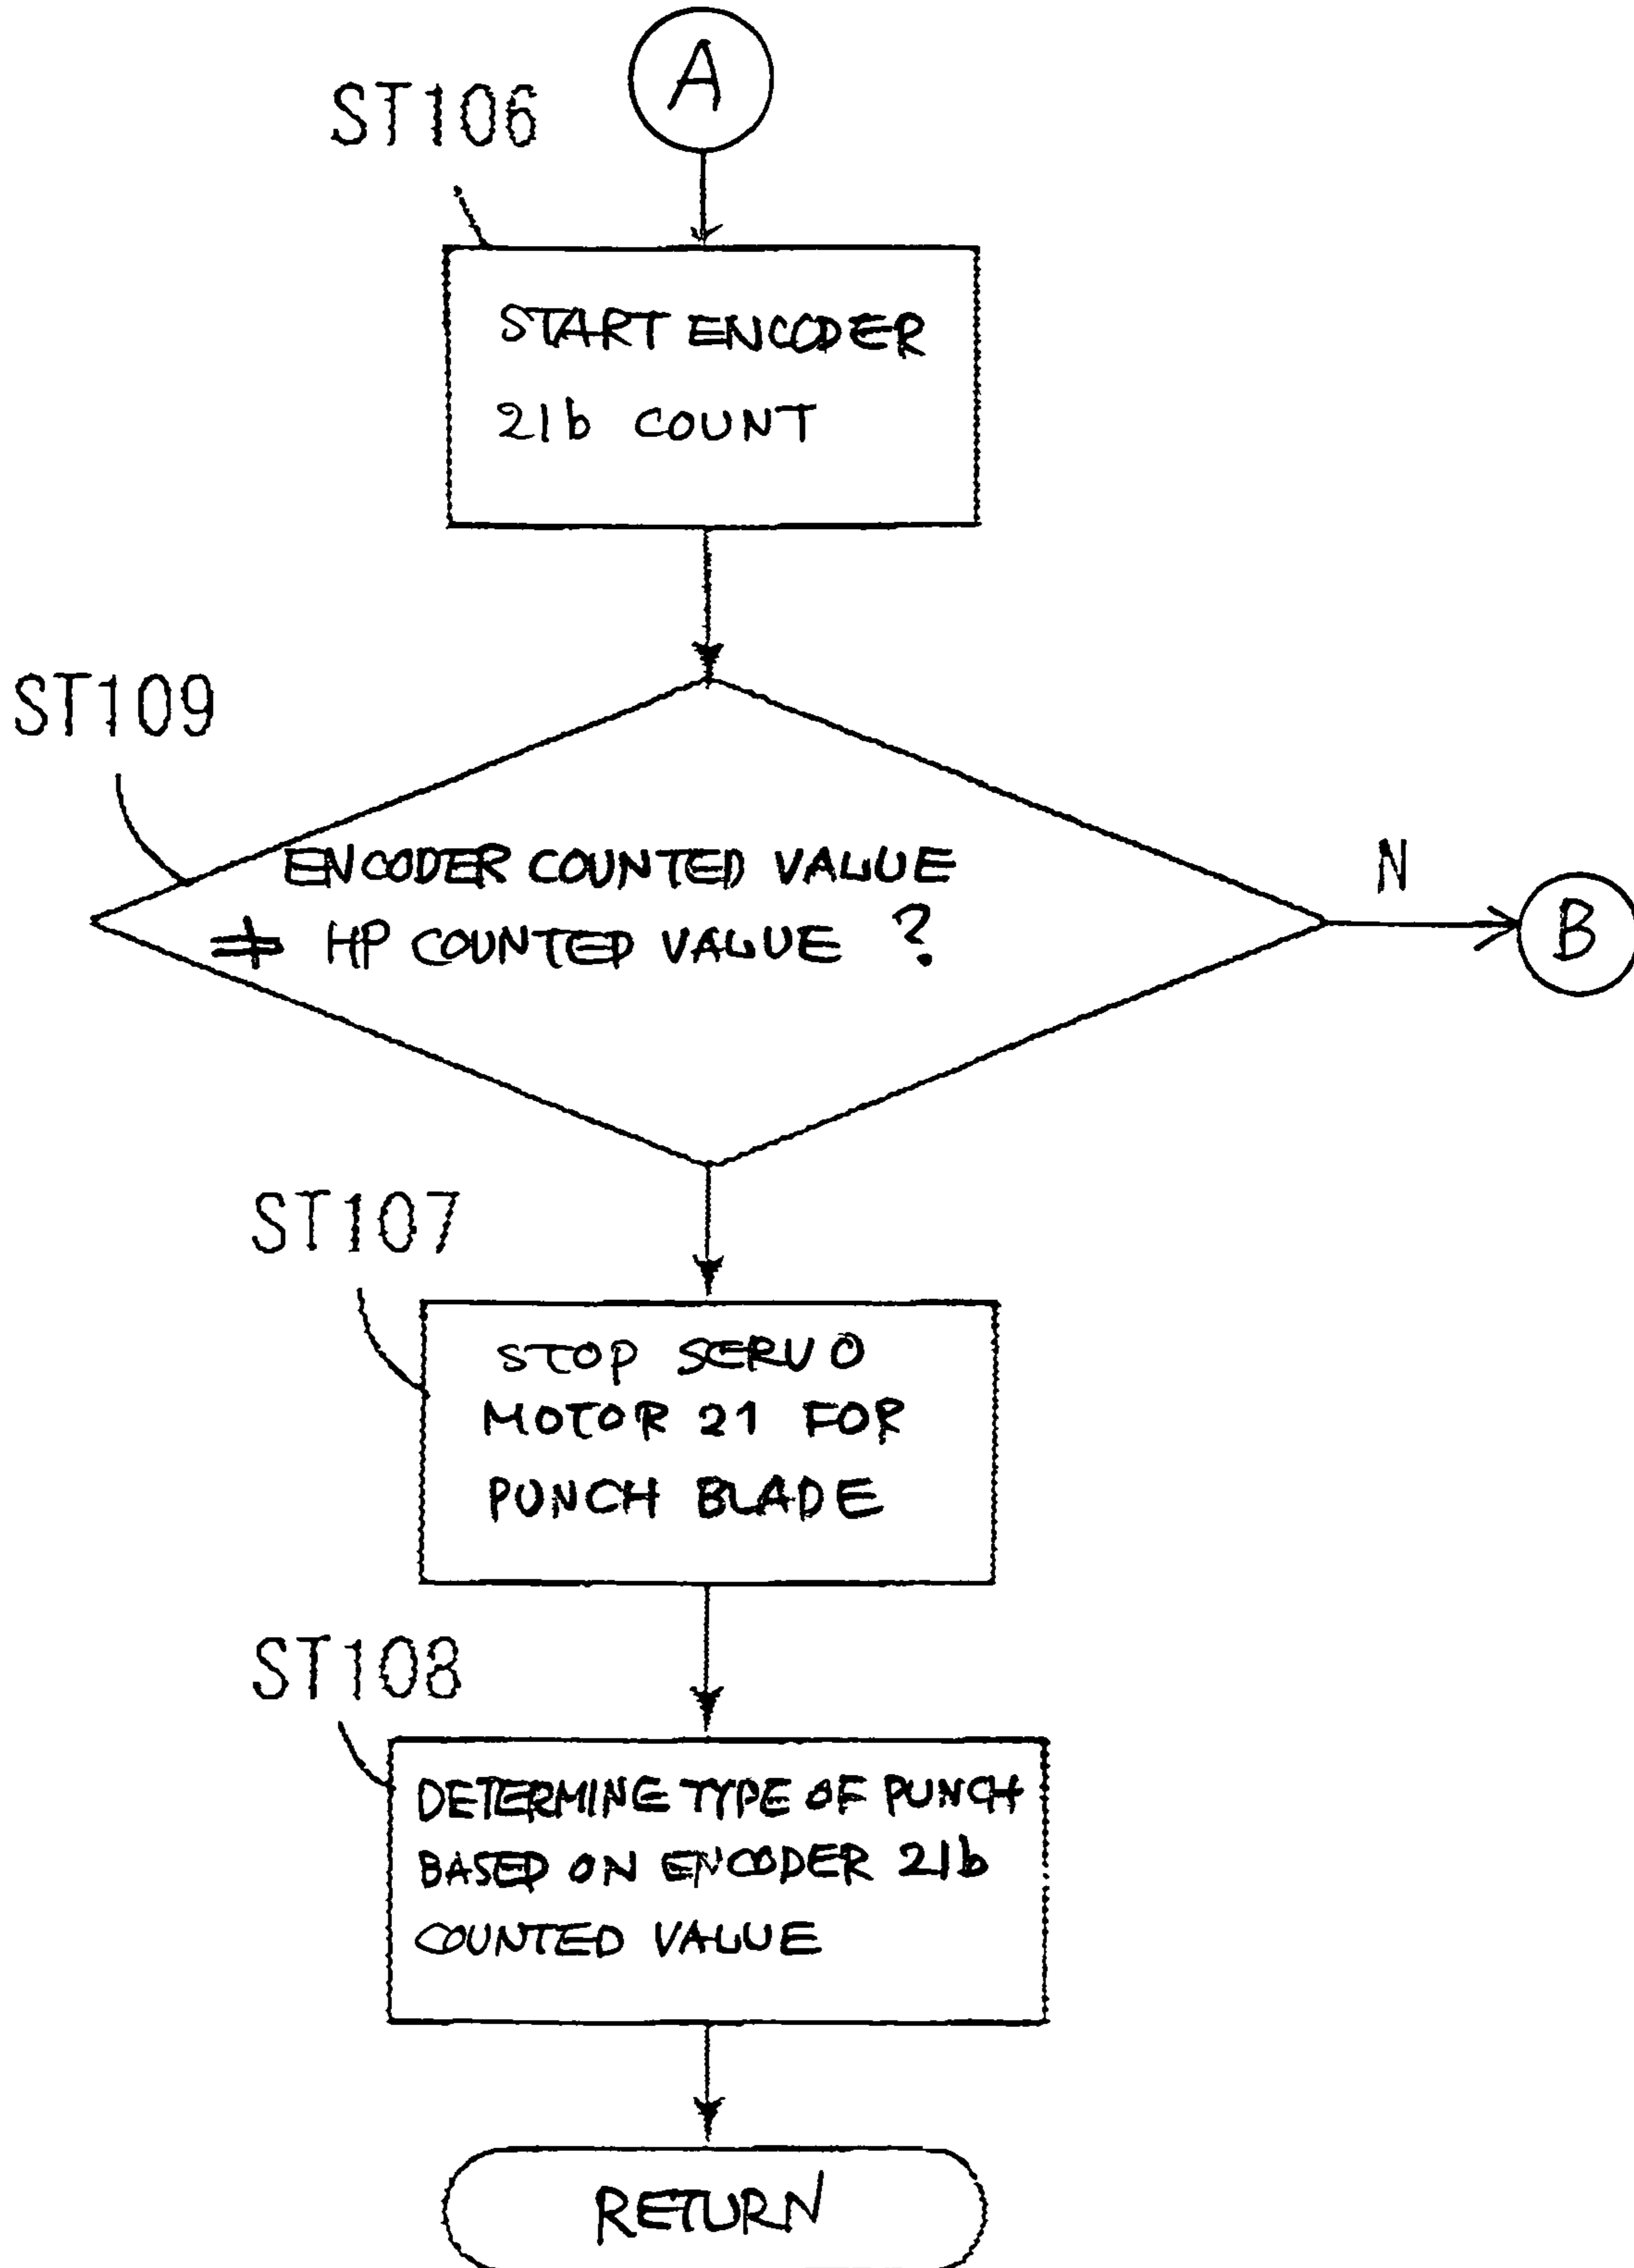 A
ST106
START ENCODER
21b COUNT
ST109
ENCODER COUNTED VALUE
≠ HP COUNTED VALUE ?
N
B
ST107
STOP SERVO
MOTOR 21 FOR
PUNCH BLADE
ST108
DETERMINE TYPE OF PUNCH
BASED ON ENCODER 21b
COUNTED VALUE
RETURN